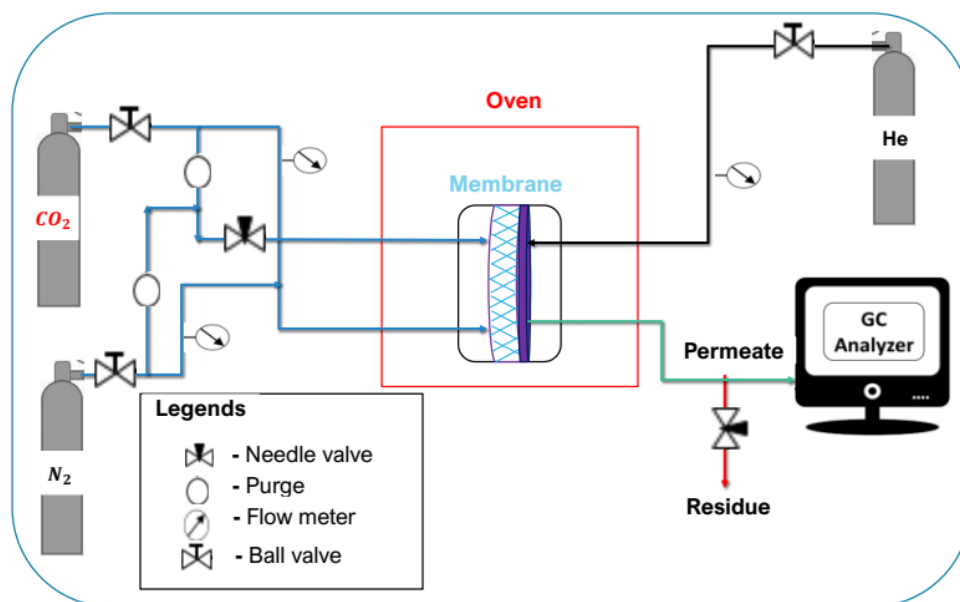 He
Oven
Membrane
CO₂
GC
Analyzer
Permeate
Legends
- Needle valve
- Purge
- Flow meter
- Ball valve
N₂
Residue